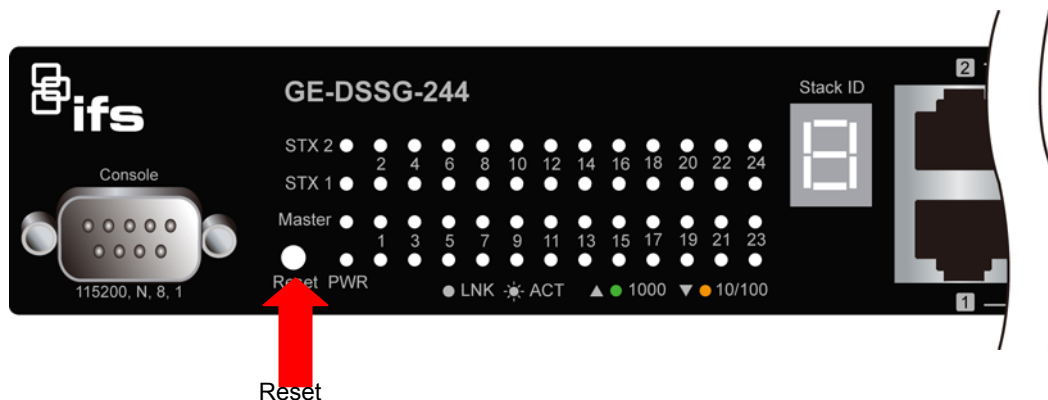 ifs
GE-DSSG-244
Stack ID
2
STX 2
2 4 6 8 10 12 14 16 18 20 22 24
STX 1
Console
Master
1 3 5 7 9 11 13 15 17 19 21 23
Reset PWR
115200, N, 8, 1
LNK ACT 1000 10/100
8
1
Reset